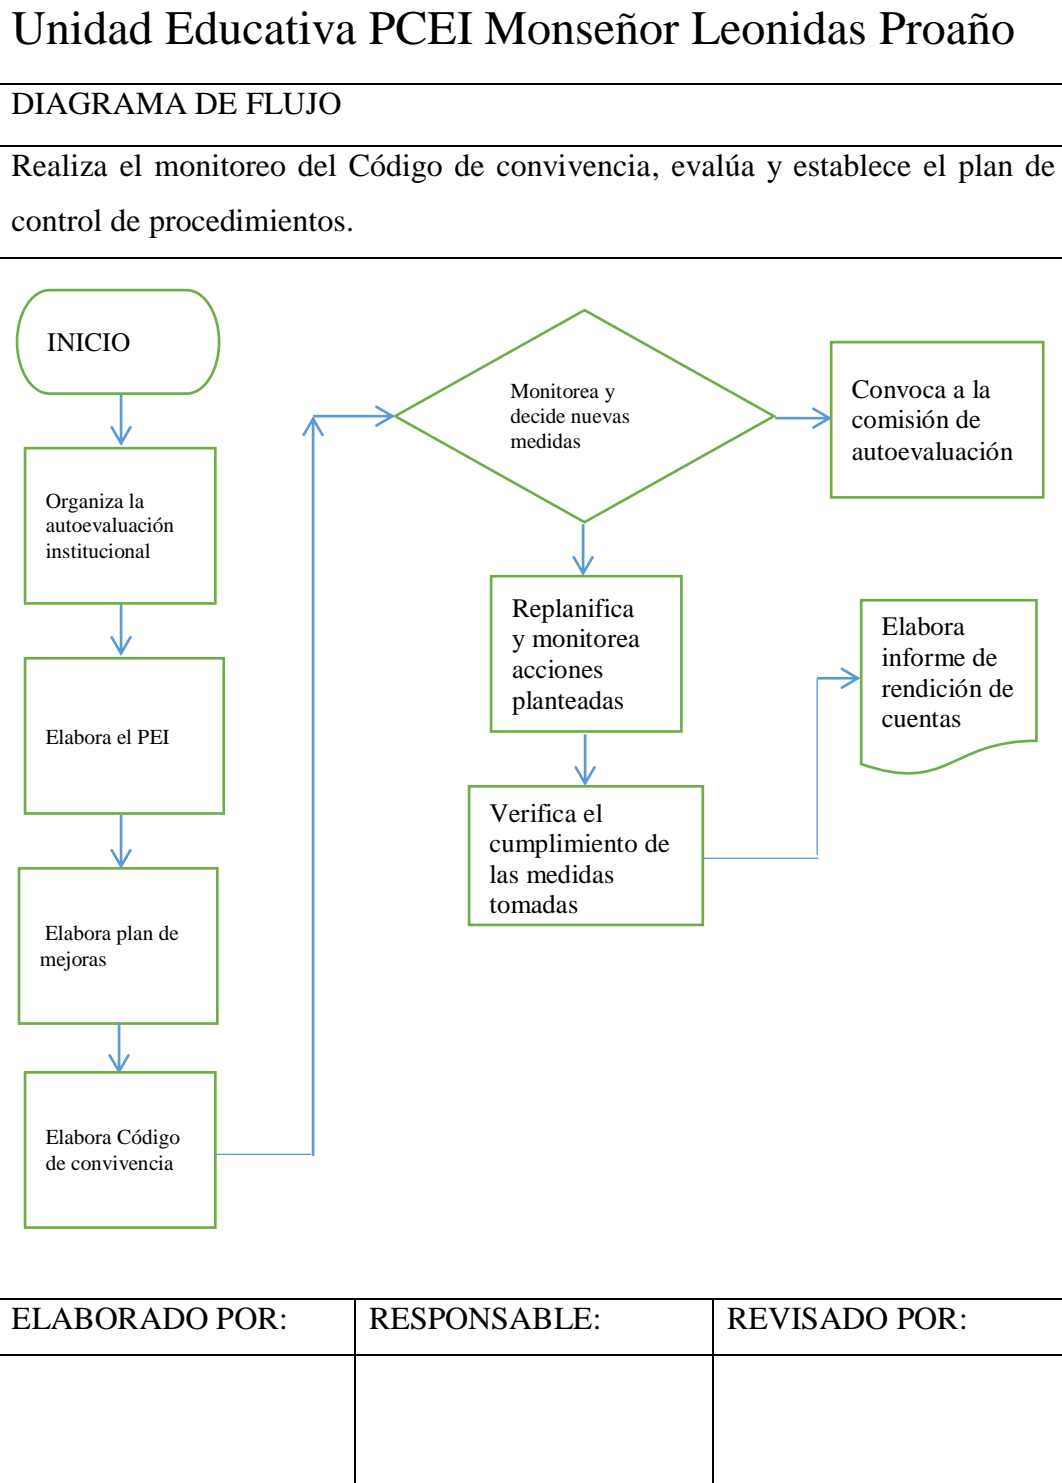 Unidad Educativa PCEI Monseñor Leonidas Proaño
DIAGRAMA DE FLUJO
Realiza el monitoreo del Código de convivencia, evalúa y establece el plan de
control de procedimientos.
INICIO
Organiza la
autoevaluación
institucional
Elabora el PEI
Elabora plan de
mejoras
Elabora Código
de convivencia
Monitorea y
decide nuevas
medidas
Convoca a la
comisión de
autoevaluación
Replanifica
y monitorea
acciones
planteadas
Verifica el
cumplimiento de
las medidas
tomadas
Elabora
informe de
rendición de
cuentas
ELABORADO POR:
RESPONSABLE:
REVISADO POR: